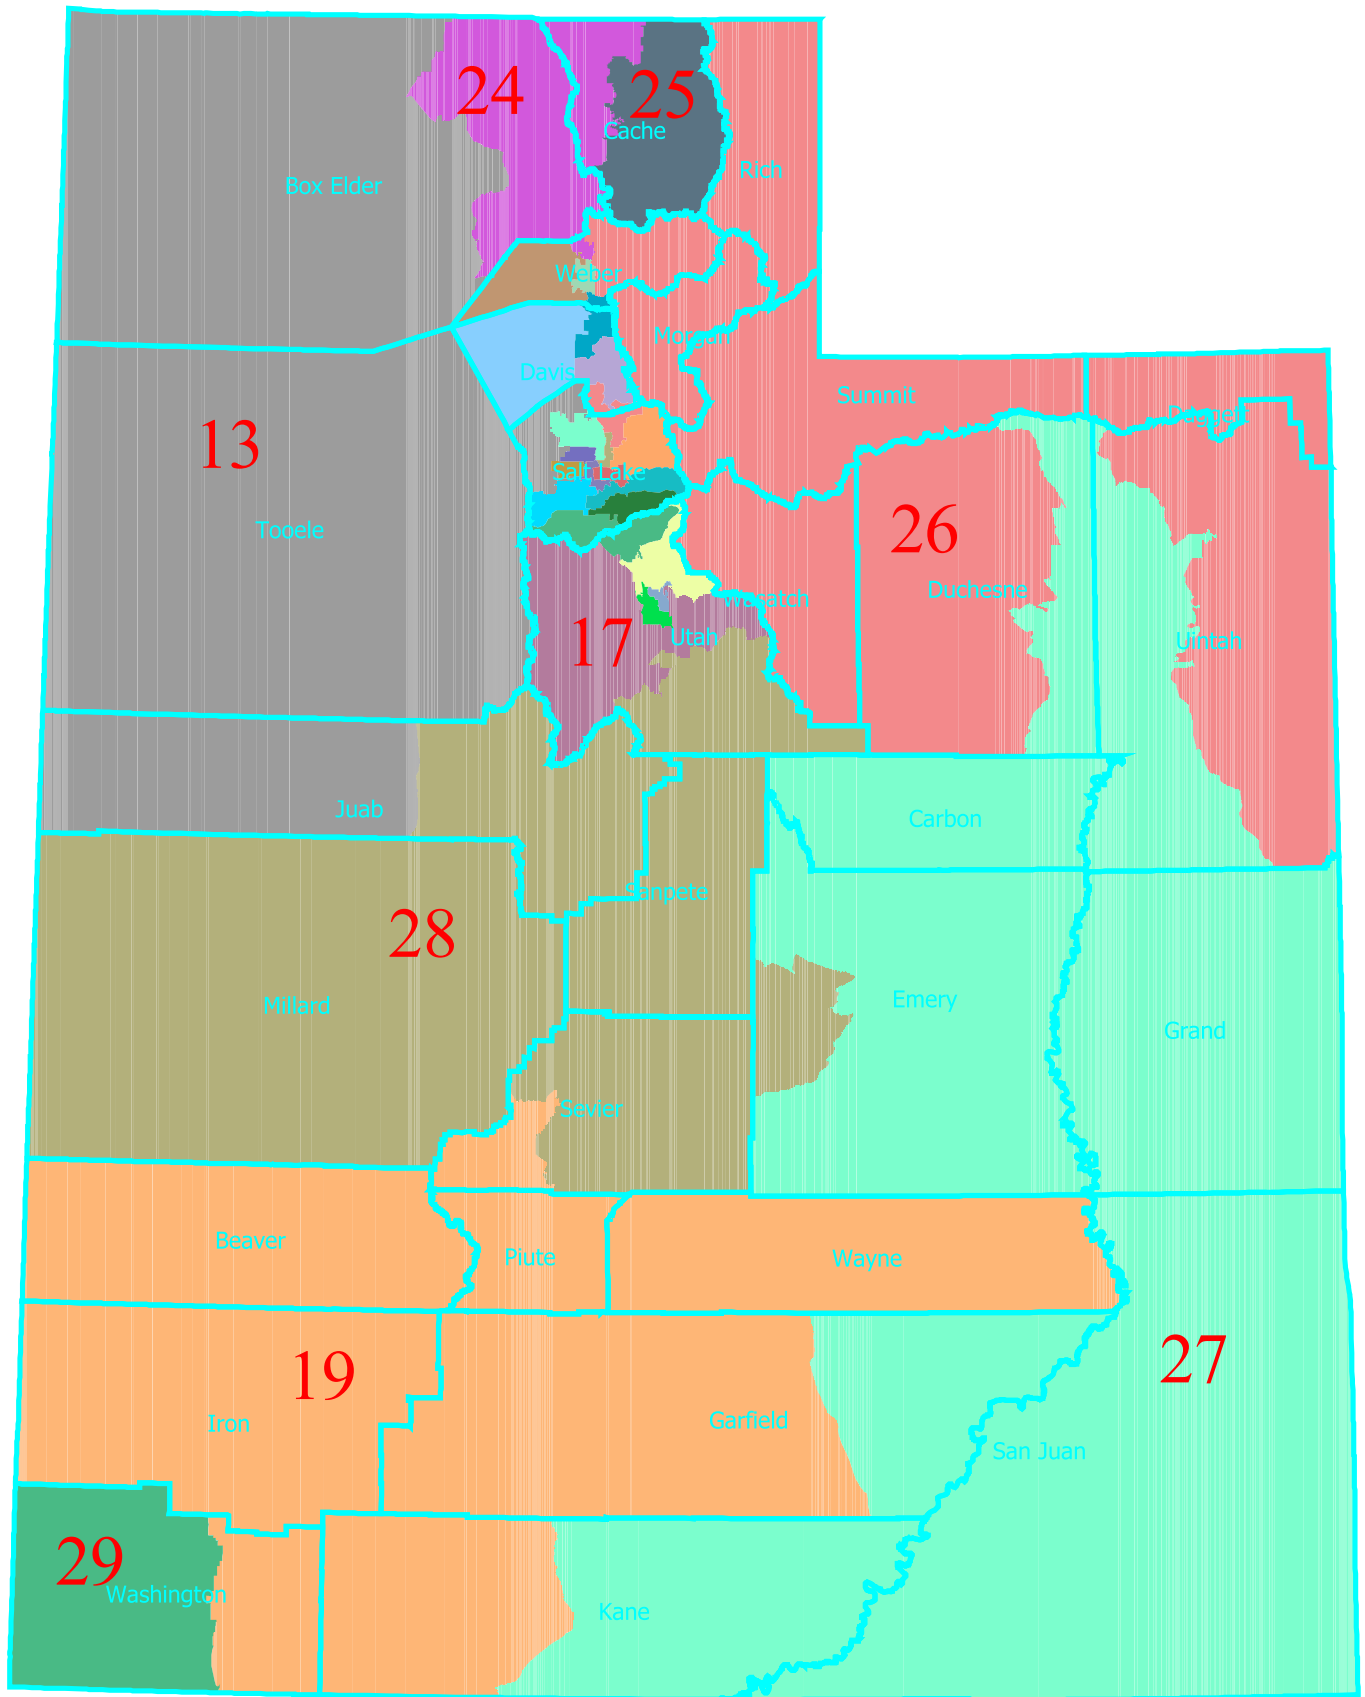 24
25
Cache
Rich
Box Elder
Weber
Morgan
Davis
Summit
Daggett
13
Salt Lake
26
Tooele
Duchesne
Wasatch
17
Utah
Uintah
Juab
Carbon
Sanpete
28
Millard
Emery
Grand
Sevier
Beaver
Piute
Wayne
19
27
Iron
Garfield
San Juan
29
Washington
Kane